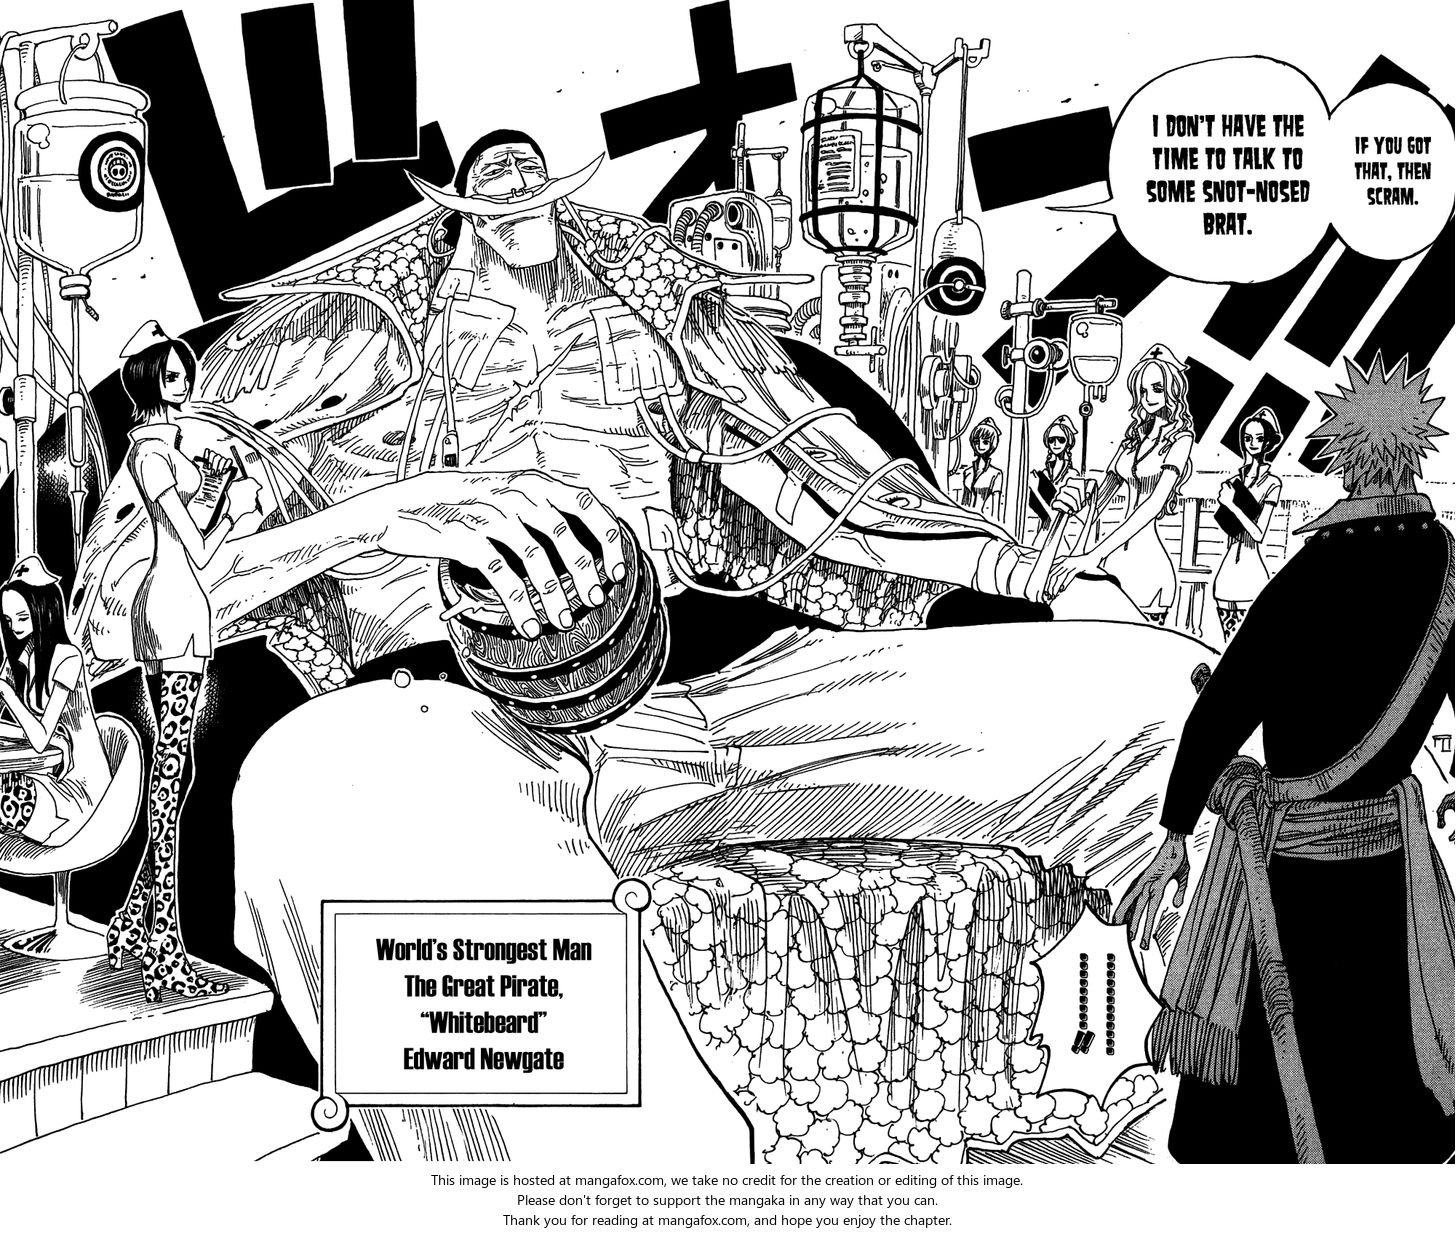 IF YOU GOT
THAT, THEN
SCRAM.
I DON'T HAVE THE
TIME TO TALK TO
SOME SNOT-NOSED
BRAT.
World's Strongest Man
The Great Pirate,
"Whitebeard"
Edward Newgate
This image is hosted at mangafox.com, we take no credit for the creation or editing of this image.
Please don't forget to support the mangaka in any way that you can.
Thank you for reading at mangafox.com, and hope you enjoy the chapter.